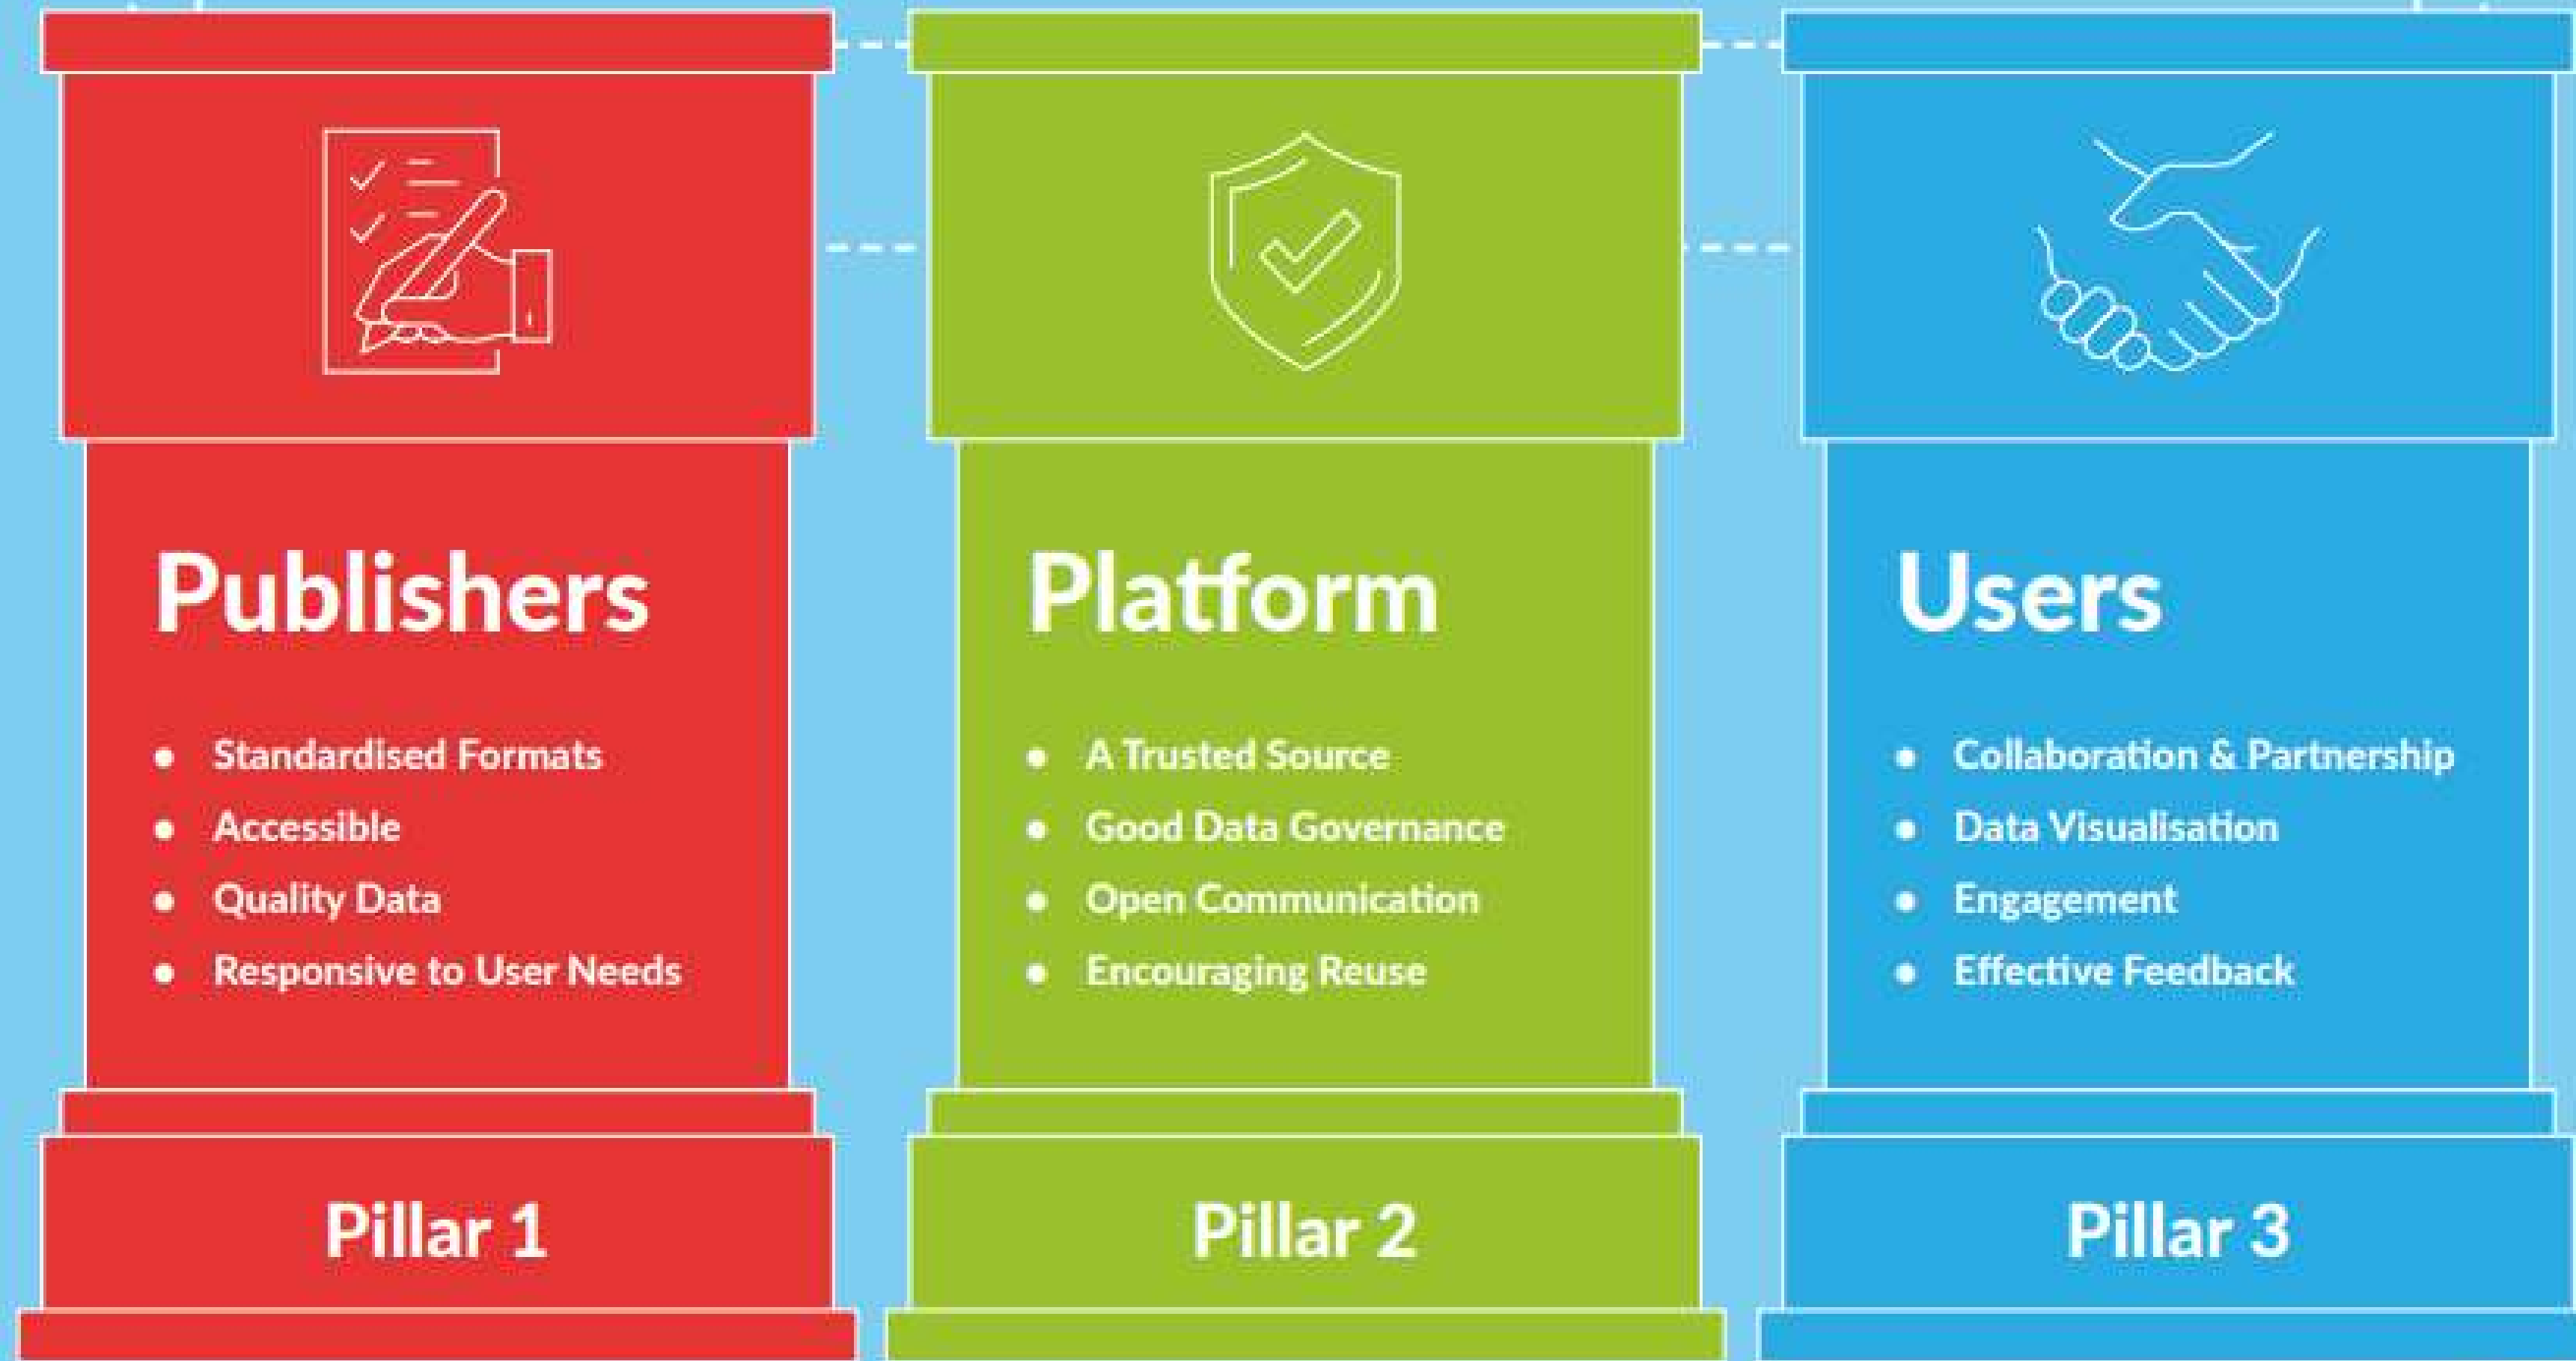 Publishers
• Standardised Formats
• Accessible
• Quality Data
• Responsive to User Needs
Pillar 1
Platform
• A Trusted Source
• Good Data Governance
• Open Communication
• Encouraging Reuse
Pillar 2
Users
• Collaboration & Partnership
• Data Visualisation
• Engagement
• Effective Feedback
Pillar 3